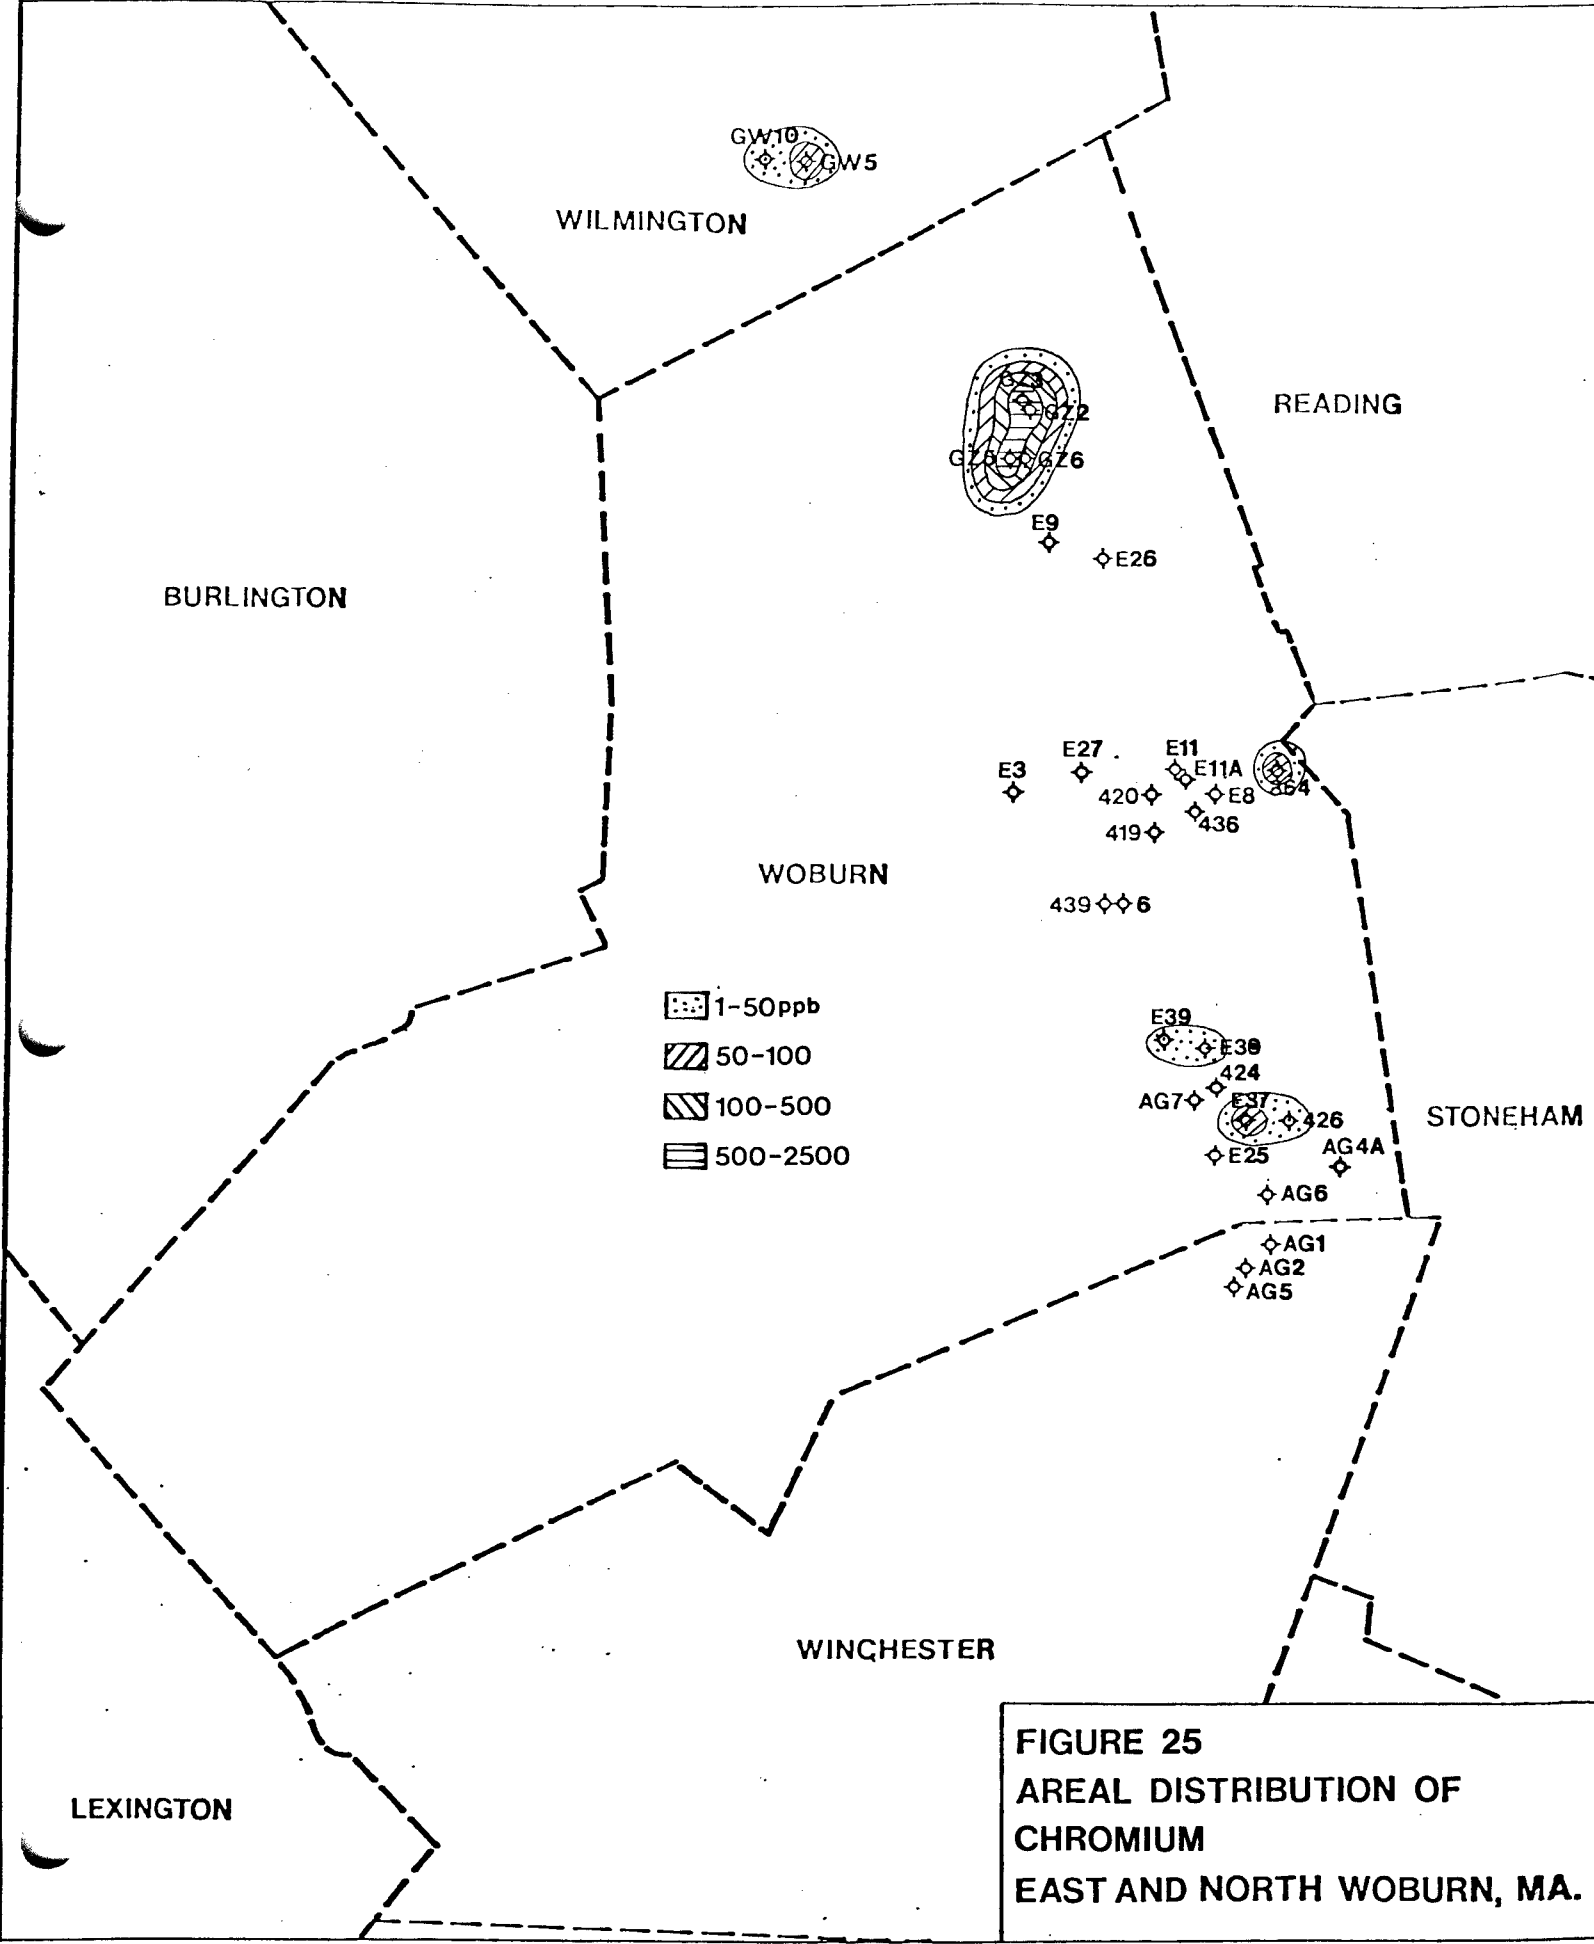 GW10
GW5
WILMINGTON
READING
GZ2
GZ6
E9
E26
BURLINGTON
E27
E11
E3
E11A
420
E8
436
419
WOBURN
439
6
1-50ppb
50-100
100-500
500-2500
E39
424
AG7
E37
426
STONEHAM
E25
AG4A
AG6
AG1
AG2
AG5
WINCHESTER
LEXINGTON
FIGURE 25
AREAL DISTRIBUTION OF
CHROMIUM
EAST AND NORTH WOBURN, MA.